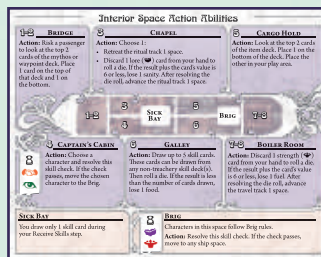 Interior Space Action Abilities
1-2 Bridge
Action: Risk a passenger
to look at the top 2
cards of the mythos or
waypoint deck. Place
1 card on the top of
that deck and 1 on
the bottom.
3 Chapel
Action: Choose 1:
• Retreat the ritual track 1 space.
• Discard 1 lore ( ) card from your hand to
roll a die. If the result plus the card's value is
6 or less, lose 1 sanity. After resolving the
die roll, advance the ritual track 1 space.
5 Cargo Hold
Action: Look at the top 2 cards
of the item deck. Place 1 on the
bottom of the deck. Place the
other in your play area.
1-2
3
4
Sick
Bay
5
6
Brig
7-8
4 Captain's Cabin
Action: Choose a
character and resolve this
skill check. If the check
passes, move the chosen
character to the Brig.
8
6 Galley
Action: Draw up to 5 skill cards.
These cards can be drawn from
any non-treachery skill deck(s).
Then roll a die. If the result is less
than the number of cards drawn,
lose 1 food.
7-8 Boiler Room
Action: Discard 1 strength ( )
card from your hand to roll a die.
If the result plus the card's value
is 6 or less, lose 1 fuel. After
resolving the die roll, advance
the travel track 1 space.
Sick Bay
You draw only 1 skill card during
your Receive Skills step.
8
Brig
Characters in this space follow Brig rules.
Action: Resolve this skill check. If the check passes,
move to any ship space.